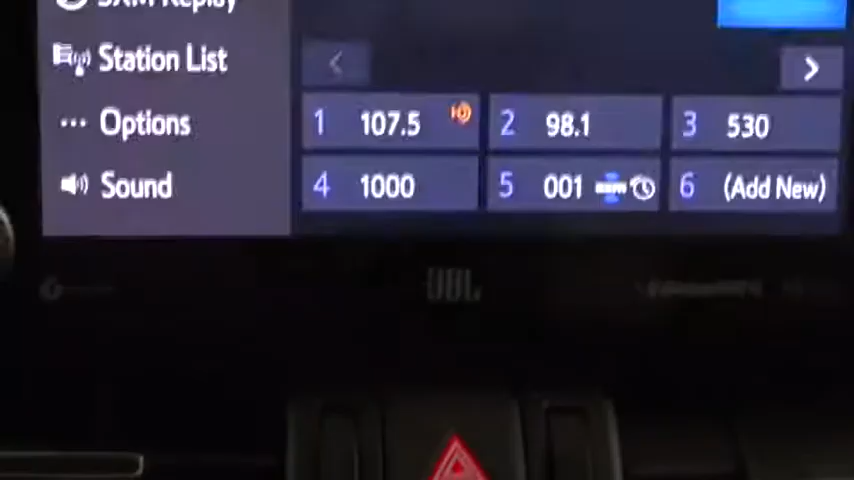 SXM Replay
Station List
Options
Sound
1 107.5
2 98.1
3 530
4 1000
5 001
6 (Add New)
JBL